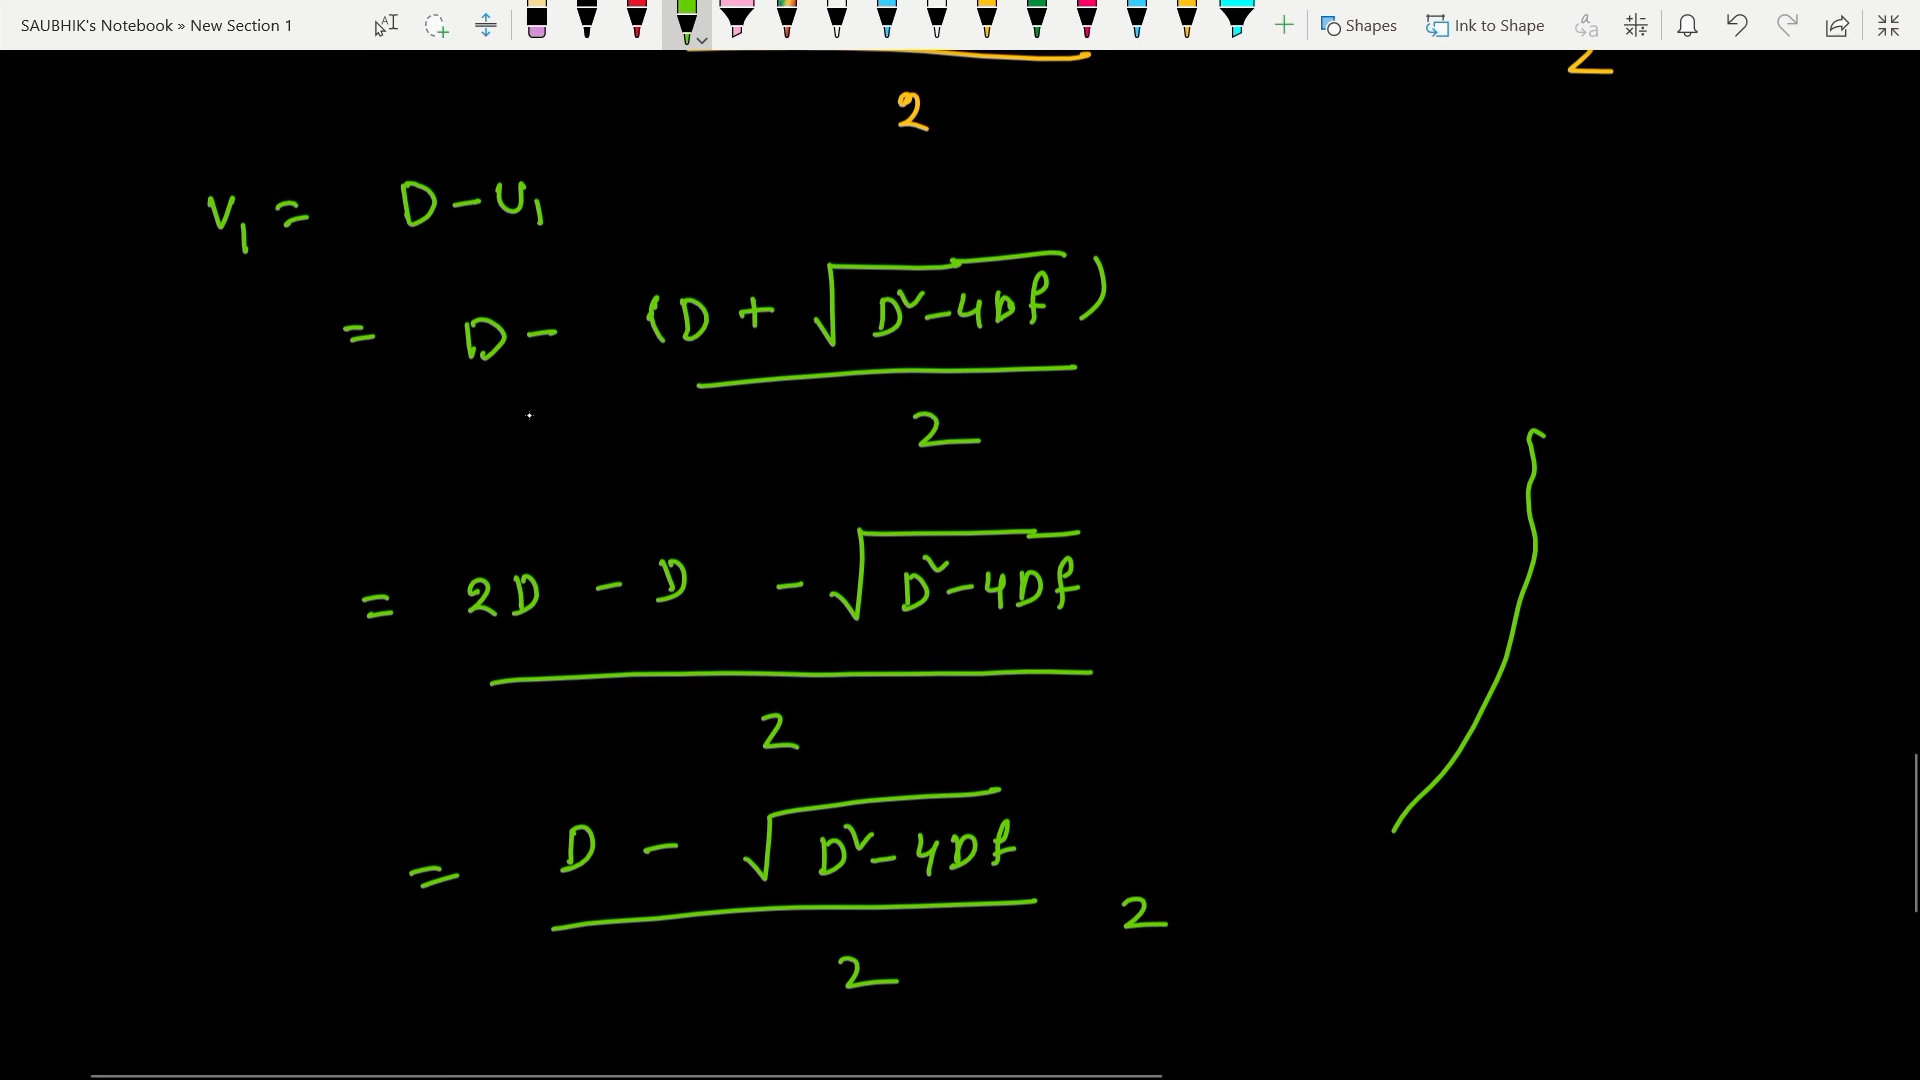 SAUBHIK's Notebook » New Section 1
Shapes
Ink to Shape
2
2
V₁ = D - U₁
= D - (D + √(D² - 4Df)) / 2
= (2D - D - √(D² - 4Df)) / 2
= (D - √(D² - 4Df)) / 2
2